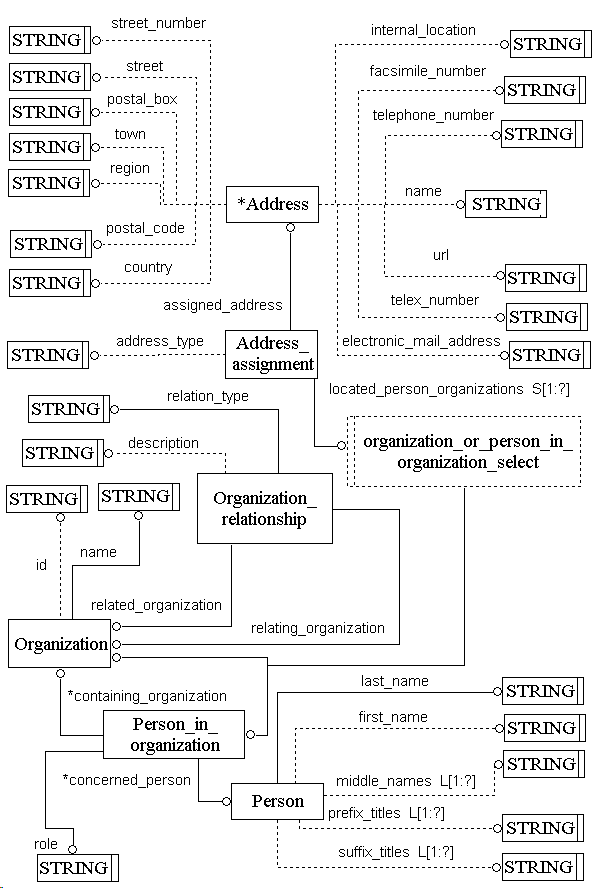 street_number
STRING
internal_location
STRING
street
STRING
facsimile_number
STRING
postal_box
STRING
telephone_number
STRING
town
STRING
region
STRING
name
STRING
*Address
postal_code
STRING
url
STRING
country
STRING
assigned_address
telex_number
STRING
address_type
STRING
Address_
assignment
electronic_mail_address
STRING
located_person_organizations S[1:?]
relation_type
STRING
description
STRING
organization_or_person_in_
organization_select
Organization_
relationship
STRING
STRING
id
name
related_organization
relating_organization
Organization
*containing_organization
last_name
STRING
Person_in_
organization
first_name
STRING
*concerned_person
middle_names L[1:?]
STRING
Person
prefix_titles L[1:?]
STRING
role
STRING
suffix_titles L[1:?]
STRING